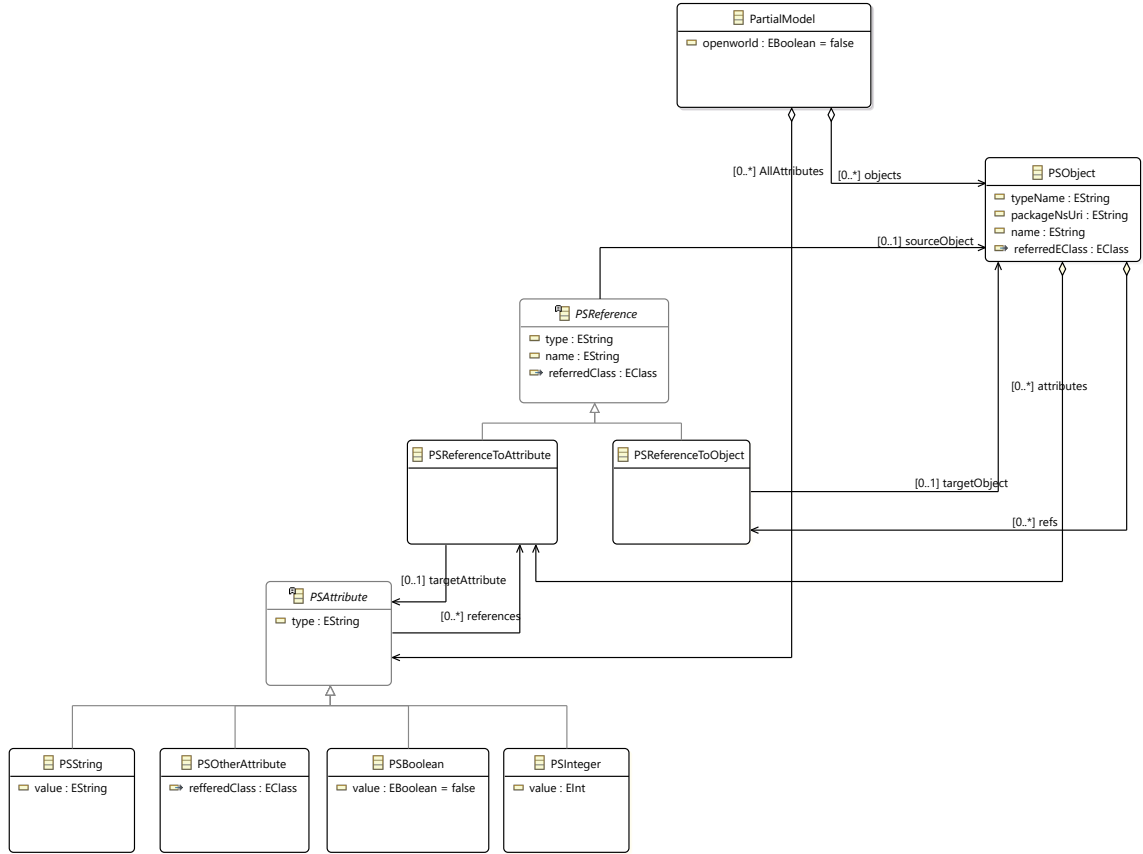 PartialModel
openworld : EBoolean = false
[0..*] AllAttributes
[0..*] objects
PSObject
typeName : EString
packageNsUri : EString
name : EString
referredEClass : EClass
[0..1] sourceObject
PSReference
type : EString
name : EString
referredClass : EClass
[0..*] attributes
PSReferenceToAttribute
PSReferenceToObject
[0..1] targetObject
[0..*] refs
[0..1] targetAttribute
PSAttribute
type : EString
[0..*] references
PSString
value : EString
PSOtherAttribute
refferedClass : EClass
PSBoolean
value : EBoolean = false
PSInteger
value : EInt